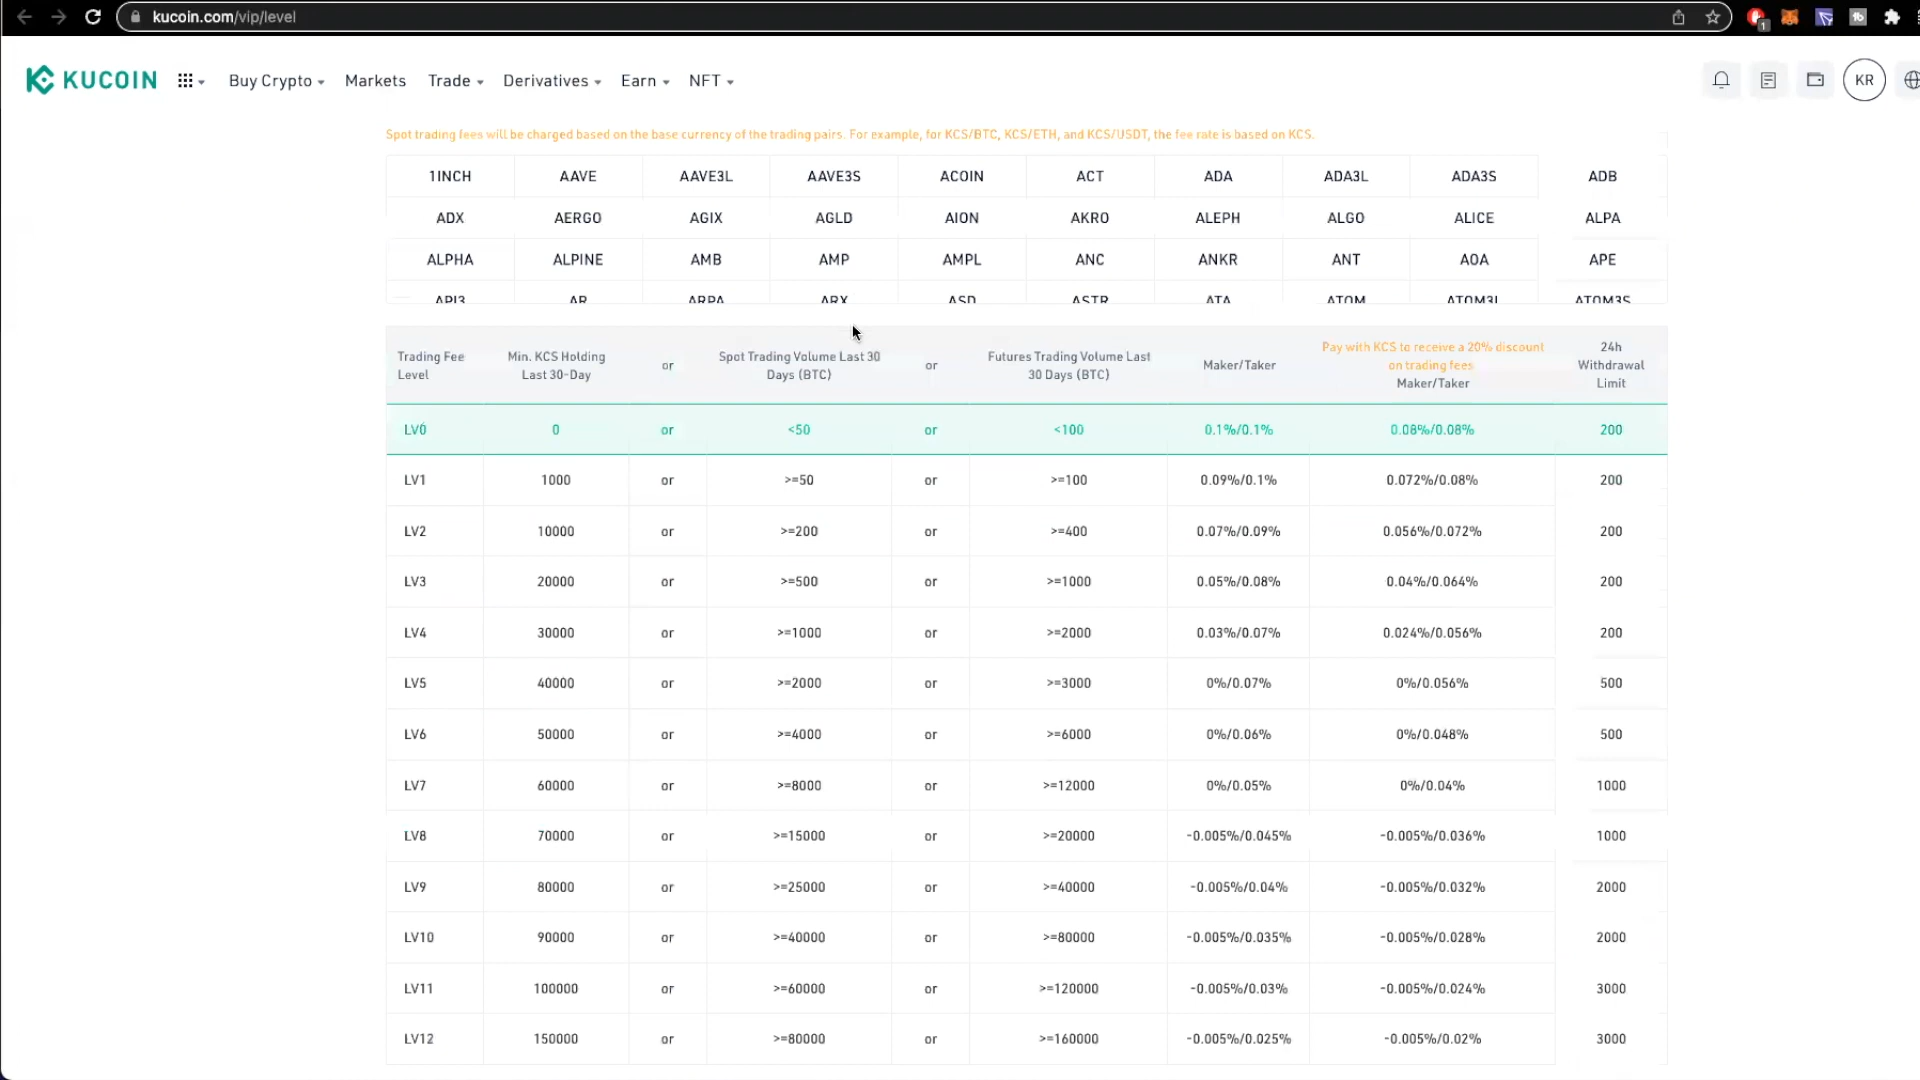 kucoin.com/vip/level
1
KUCOIN Buy Crypto Markets Trade Derivatives Earn NFT KR
Spot trading fees will be charged based on the base currency of the trading pairs. For example, for KCS/BTC, KCS/ETH, and KCS/USDT, the fee rate is based on KCS.
1INCH AAVE AAVE3L AAVE3S ACOIN ACT ADA ADA3L ADA3S ADB
ADX AERGO AGIX AGLD AION AKRO ALEPH ALGO ALICE ALPA
ALPHA ALPINE AMB AMP AMPL ANC ANKR ANT AOA APE
API3 AR ARPA ARX ASD ASTR ATA ATOM ATOM3L ATOM3S
Trading Fee Level
Min. KCS Holding Last 30-Day
or
Spot Trading Volume Last 30 Days (BTC)
or
Futures Trading Volume Last 30 Days (BTC)
Maker/Taker
Pay with KCS to receive a 20% discount
on trading fees
Maker/Taker
24h Withdrawal Limit
LV0 0 or <50 or <100 0.1%/0.1% 0.08%/0.08% 200
LV1 1000 or >=50 or >=100 0.09%/0.1% 0.072%/0.08% 200
LV2 10000 or >=200 or >=400 0.07%/0.09% 0.056%/0.072% 200
LV3 20000 or >=500 or >=1000 0.05%/0.08% 0.04%/0.064% 200
LV4 30000 or >=1000 or >=2000 0.03%/0.07% 0.024%/0.056% 200
LV5 40000 or >=2000 or >=3000 0%/0.07% 0%/0.056% 500
LV6 50000 or >=4000 or >=6000 0%/0.06% 0%/0.048% 500
LV7 60000 or >=8000 or >=12000 0%/0.05% 0%/0.04% 1000
LV8 70000 or >=15000 or >=20000 -0.005%/0.045% -0.005%/0.036% 1000
LV9 80000 or >=25000 or >=40000 -0.005%/0.04% -0.005%/0.032% 2000
LV10 90000 or >=40000 or >=80000 -0.005%/0.035% -0.005%/0.028% 2000
LV11 100000 or >=60000 or >=120000 -0.005%/0.03% -0.005%/0.024% 3000
LV12 150000 or >=80000 or >=160000 -0.005%/0.025% -0.005%/0.02% 3000